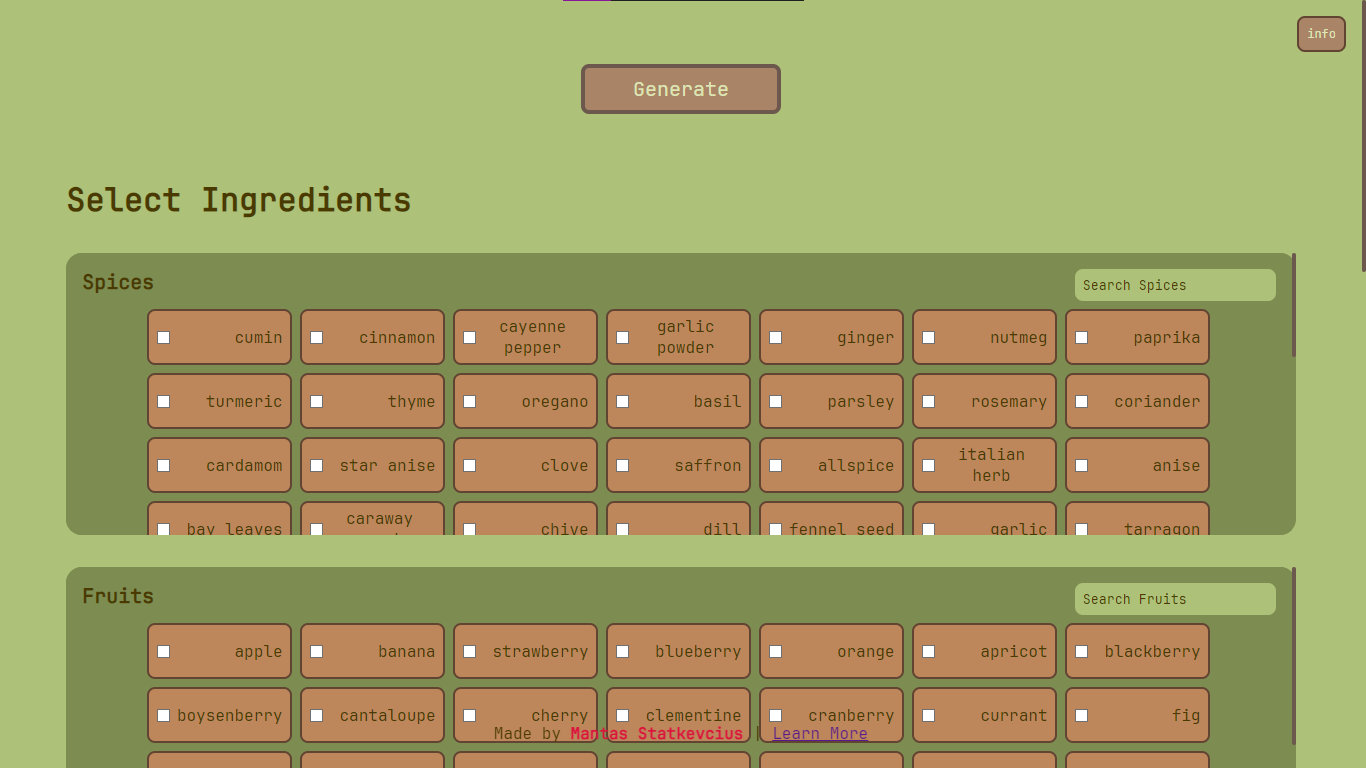 info
Generate
Select Ingredients
Spices
Search Spices
cumin
cinnamon
cayenne
pepper
garlic
powder
ginger
nutmeg
paprika
turmeric
thyme
oregano
basil
parsley
rosemary
coriander
cardamom
star anise
clove
saffron
allspice
italian
herb
anise
bay leaves
caraway
chive
dill
fennel seed
garlic
tarragon
Fruits
Search Fruits
apple
banana
strawberry
blueberry
orange
apricot
blackberry
boysenberry
cantaloupe
cherry
clementine
cranberry
currant
fig
Made by Mantas Statkevcius | Learn More